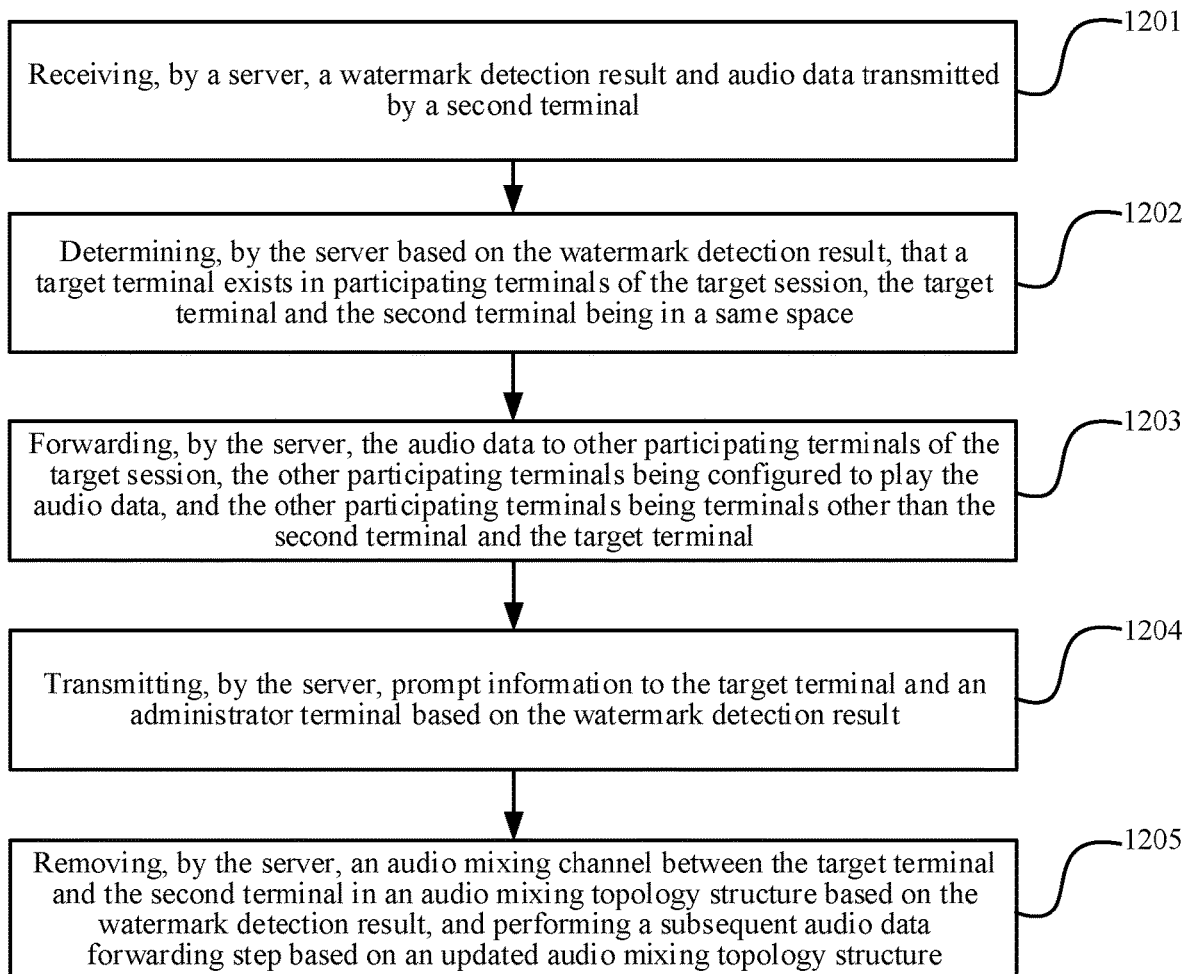 1201
Receiving, by a server, a watermark detection result and audio data transmitted
by a second terminal
1202
Determining, by the server based on the watermark detection result, that a
target terminal exists in participating terminals of the target session, the target
terminal and the second terminal being in a same space
1203
Forwarding, by the server, the audio data to other participating terminals of the
target session, the other participating terminals being configured to play the
audio data, and the other participating terminals being terminals other than the
second terminal and the target terminal
1204
Transmitting, by the server, prompt information to the target terminal and an
administrator terminal based on the watermark detection result
1205
Removing, by the server, an audio mixing channel between the target terminal
and the second terminal in an audio mixing topology structure based on the
watermark detection result, and performing a subsequent audio data
forwarding step based on an updated audio mixing topology structure